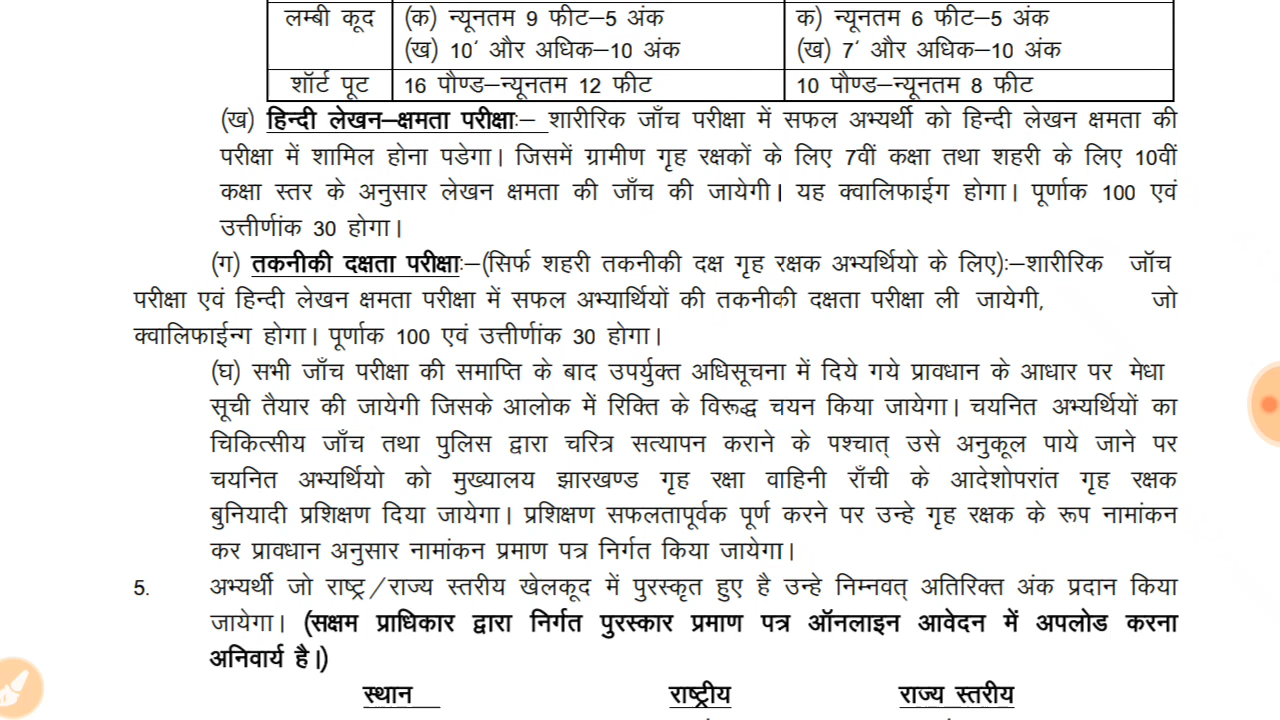 लम्बी कूद (क) न्यूनतम 9 फीट–5 अंक क) न्यूनतम 6 फीट–5 अंक
(ख) 10' और अधिक–10 अंक (ख) 7' और अधिक–10 अंक
शॉर्ट पूट 16 पौण्ड–न्यूनतम 12 फीट 10 पौण्ड–न्यूनतम 8 फीट
(ख) हिन्दी लेखन–क्षमता परीक्षाः– शारीरिक जाँच परीक्षा में सफल अभ्यर्थी को हिन्दी लेखन क्षमता की
परीक्षा में शामिल होना पडेगा। जिसमें ग्रामीण गृह रक्षकों के लिए 7वीं कक्षा तथा शहरी के लिए 10वीं
कक्षा स्तर के अनुसार लेखन क्षमता की जाँच की जायेगी। यह क्वालिफाईग होगा। पूर्णाक 100 एवं
उत्तीर्णांक 30 होगा।
(ग) तकनीकी दक्षता परीक्षाः–(सिर्फ शहरी तकनीकी दक्ष गृह रक्षक अभ्यर्थियो के लिए):–शारीरिक जॉच
परीक्षा एवं हिन्दी लेखन क्षमता परीक्षा में सफल अभ्यार्थियों की तकनीकी दक्षता परीक्षा ली जायेगी, जो
क्वालिफाईन्ग होगा। पूर्णाक 100 एवं उत्तीर्णांक 30 होगा।
(घ) सभी जाँच परीक्षा की समाप्ति के बाद उपर्युक्त अधिसूचना में दिये गये प्रावधान के आधार पर मेधा
सूची तैयार की जायेगी जिसके आलोक में रिक्ति के विरूद्ध चयन किया जायेगा। चयनित अभ्यर्थियों का
चिकित्सीय जाँच तथा पुलिस द्वारा चरित्र सत्यापन कराने के पश्चात् उसे अनुकूल पाये जाने पर
चयनित अभ्यर्थियो को मुख्यालय झारखण्ड गृह रक्षा वाहिनी राँची के आदेशोपरांत गृह रक्षक
बुनियादी प्रशिक्षण दिया जायेगा। प्रशिक्षण सफलतापूर्वक पूर्ण करने पर उन्हे गृह रक्षक के रूप नामांकन
कर प्रावधान अनुसार नामांकन प्रमाण पत्र निर्गत किया जायेगा।
5. अभ्यर्थी जो राष्ट्र/राज्य स्तरीय खेलकूद में पुरस्कृत हुए है उन्हे निम्नवत् अतिरिक्त अंक प्रदान किया
जायेगा। (सक्षम प्राधिकार द्वारा निर्गत पुरस्कार प्रमाण पत्र ऑनलाइन आवेदन में अपलोड करना
अनिवार्य है।)
स्थान राष्ट्रीय राज्य स्तरीय